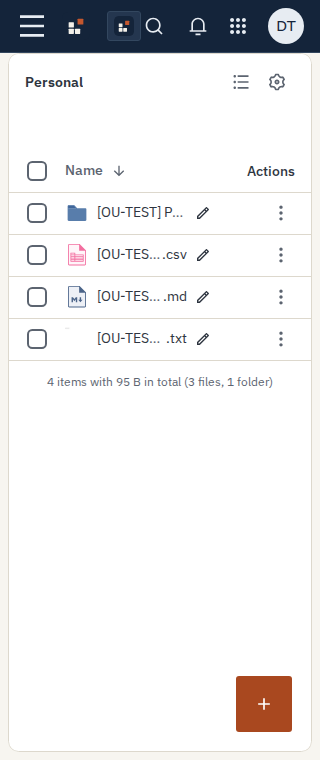 DT
Personal
Name
Actions
[OU-TEST] P...
[OU-TES... .csv
[OU-TES... .md
[OU-TES... .txt
4 items with 95 B in total (3 files, 1 folder)